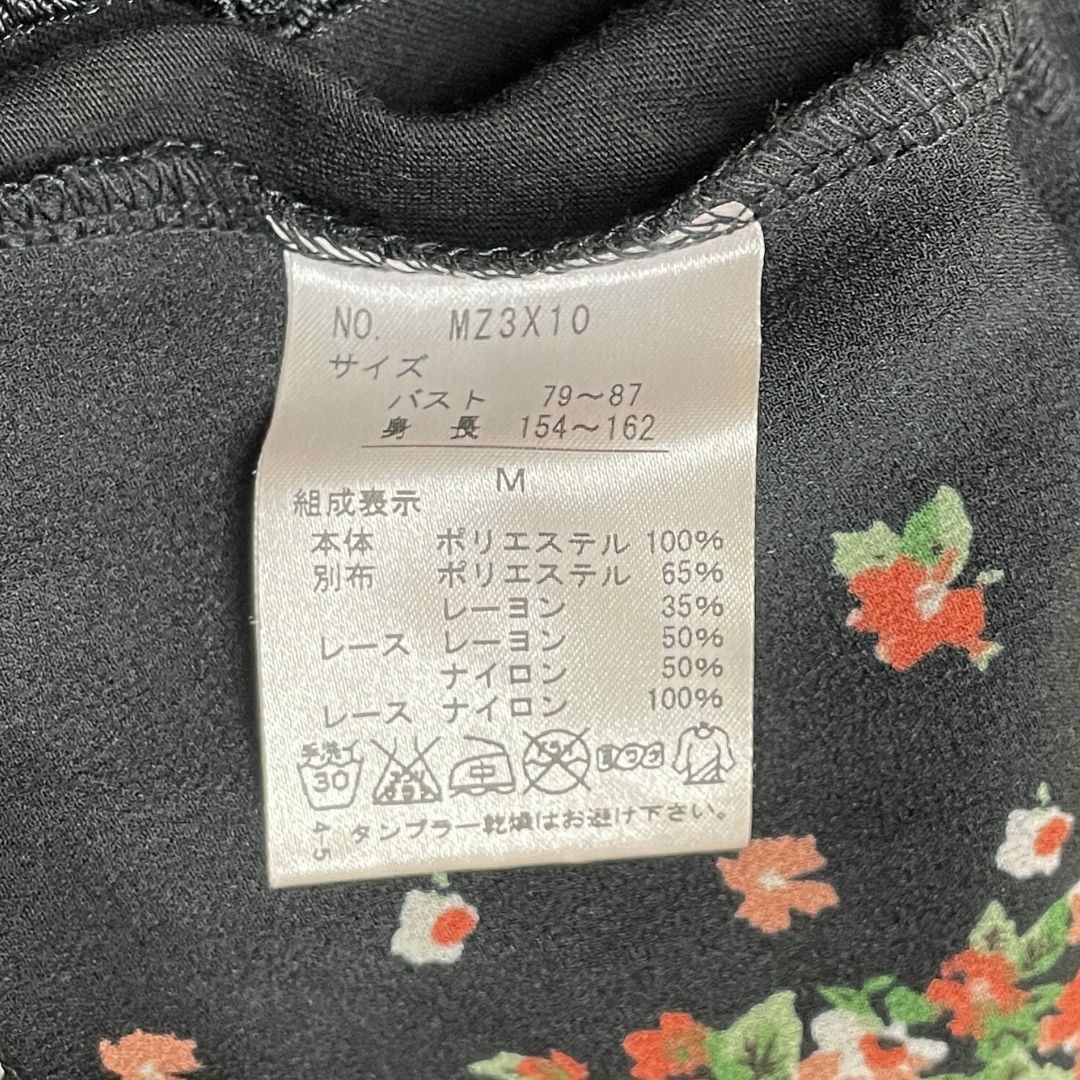 NO. MZ3X10
サイズ
バスト 79〜87
身長 154〜162
M
組成表示
本体 ポリエステル 100%
別布 ポリエステル 65%
レーヨン 35%
レース レーヨン 50%
ナイロン 50%
レース ナイロン 100%
手洗イ
30 中
45 タンブラー乾燥はお避け下さい。